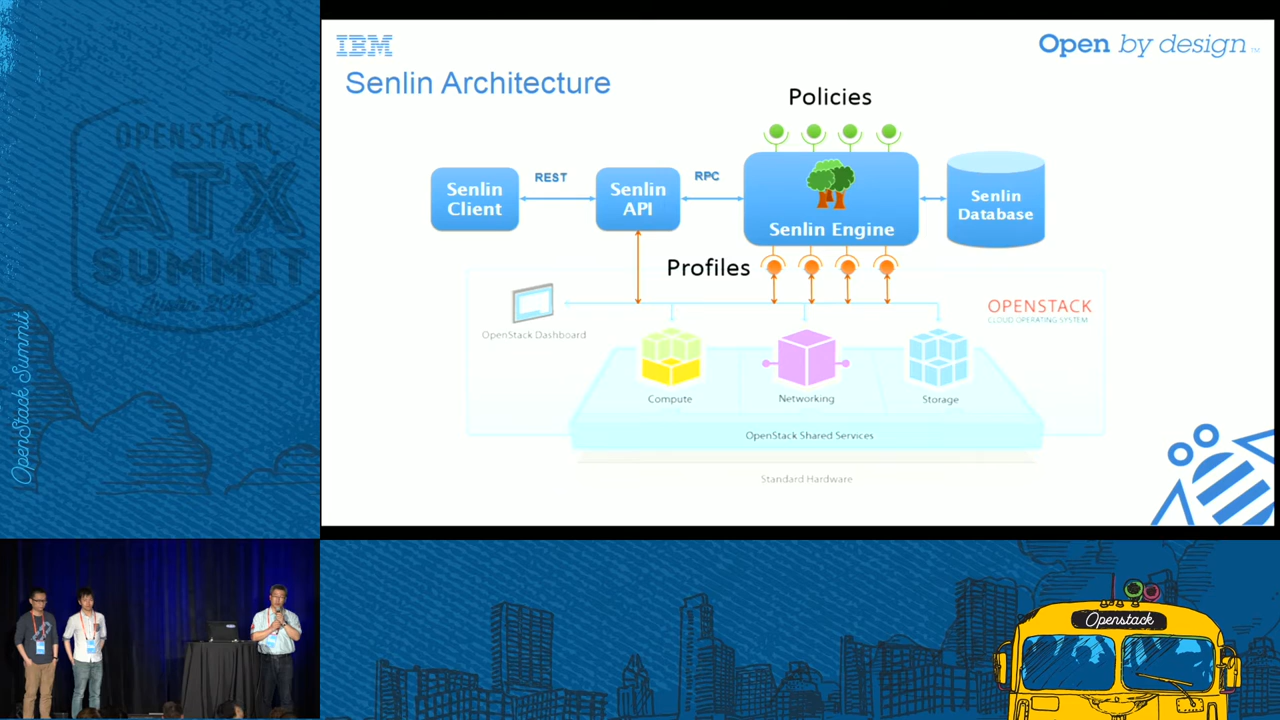 OPENSTACK
ATX
SUMMIT
Austin 2016
OpenStack Summit
IBM
Open by design
Senlin Architecture
Policies
Senlin
Client
REST
Senlin
API
RPC
Senlin Engine
Senlin
Database
Profiles
OpenStack Dashboard
OPENSTACK
CLOUD OPERATING SYSTEM
Compute
Networking
Storage
OpenStack Shared Services
Standard Hardware
Openstack